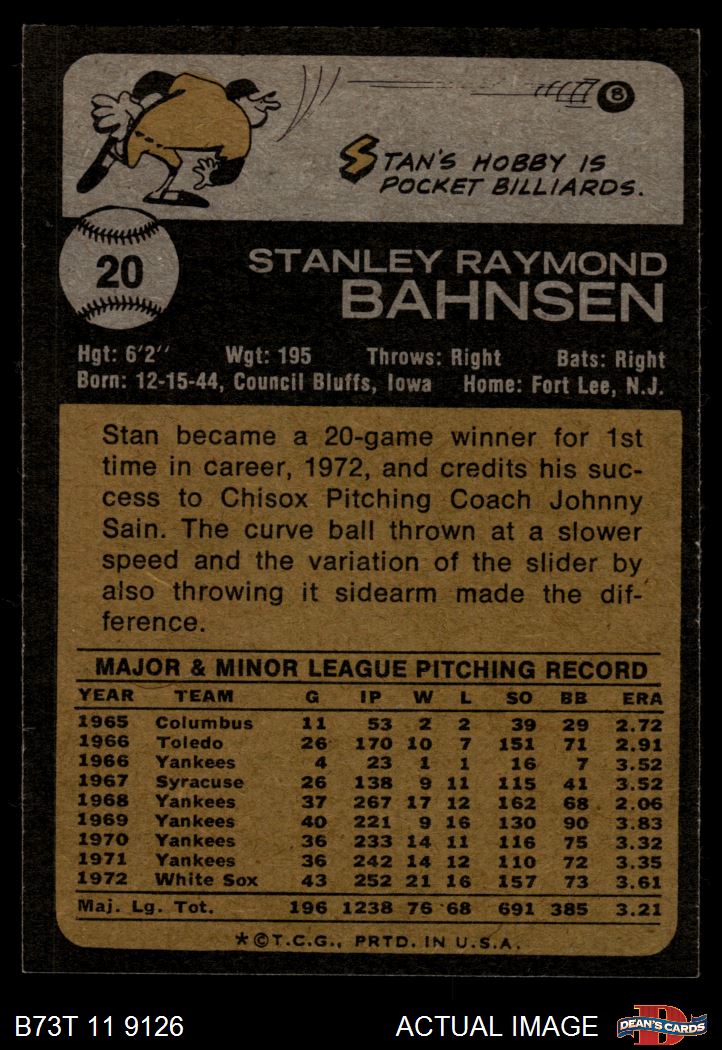 8
STAN'S HOBBY IS
POCKET BILLIARDS.
20
STANLEY RAYMOND
BAHNSEN
Hgt: 6'2'' Wgt: 195 Throws: Right Bats: Right
Born: 12-15-44, Council Bluffs, Iowa Home: Fort Lee, N.J.
Stan became a 20-game winner for 1st
time in career, 1972, and credits his suc-
cess to Chisox Pitching Coach Johnny
Sain. The curve ball thrown at a slower
speed and the variation of the slider by
also throwing it sidearm made the dif-
ference.
MAJOR & MINOR LEAGUE PITCHING RECORD
YEAR TEAM G IP W L SO BB ERA
1965 Columbus 11 53 2 2 39 29 2.72
1966 Toledo 26 170 10 7 151 71 2.91
1966 Yankees 4 23 1 1 16 7 3.52
1967 Syracuse 26 138 9 11 115 41 3.52
1968 Yankees 37 267 17 12 162 68 2.06
1969 Yankees 40 221 9 16 130 90 3.83
1970 Yankees 36 233 14 11 116 75 3.32
1971 Yankees 36 242 14 12 110 72 3.35
1972 White Sox 43 252 21 16 157 73 3.61
Maj. Lg. Tot. 196 1238 76 68 691 385 3.21
*©T.C.G., PRTD. IN U.S.A.
B73T 11 9126 ACTUAL IMAGE
D
DEAN'S CARDS